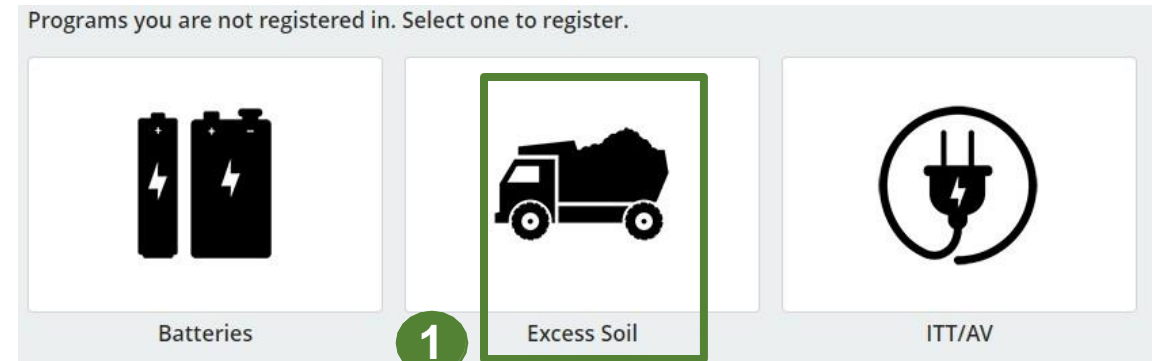 Programs you are not registered in. Select one to register.
Batteries
1
Excess Soil
ITT/AV